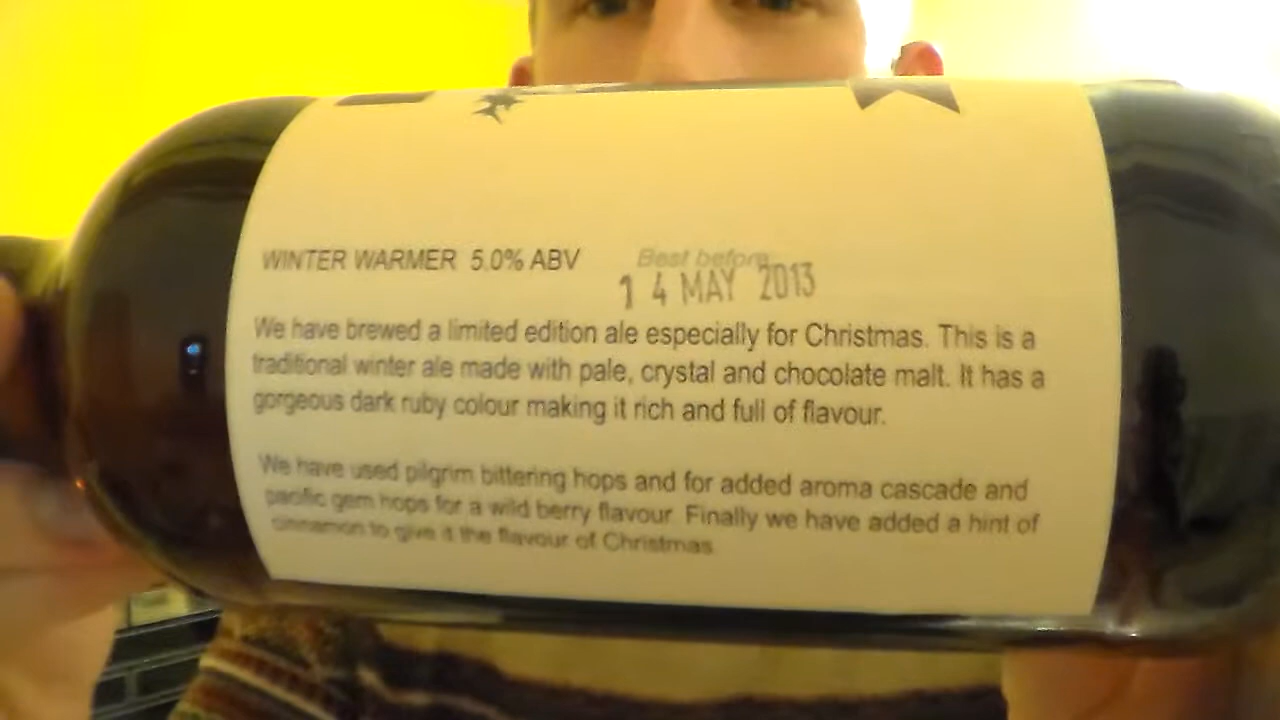 WINTER WARMER 5.0% ABV Best before
14 MAY 2013
We have brewed a limited edition ale especially for Christmas. This is a
traditional winter ale made with pale, crystal and chocolate malt. It has a
gorgeous dark ruby colour making it rich and full of flavour.
We have used pilgrim bittering hops and for added aroma cascade and
pacific gem hops for a wild berry flavour. Finally we have added a hint of
cinnamon to give it the flavour of Christmas